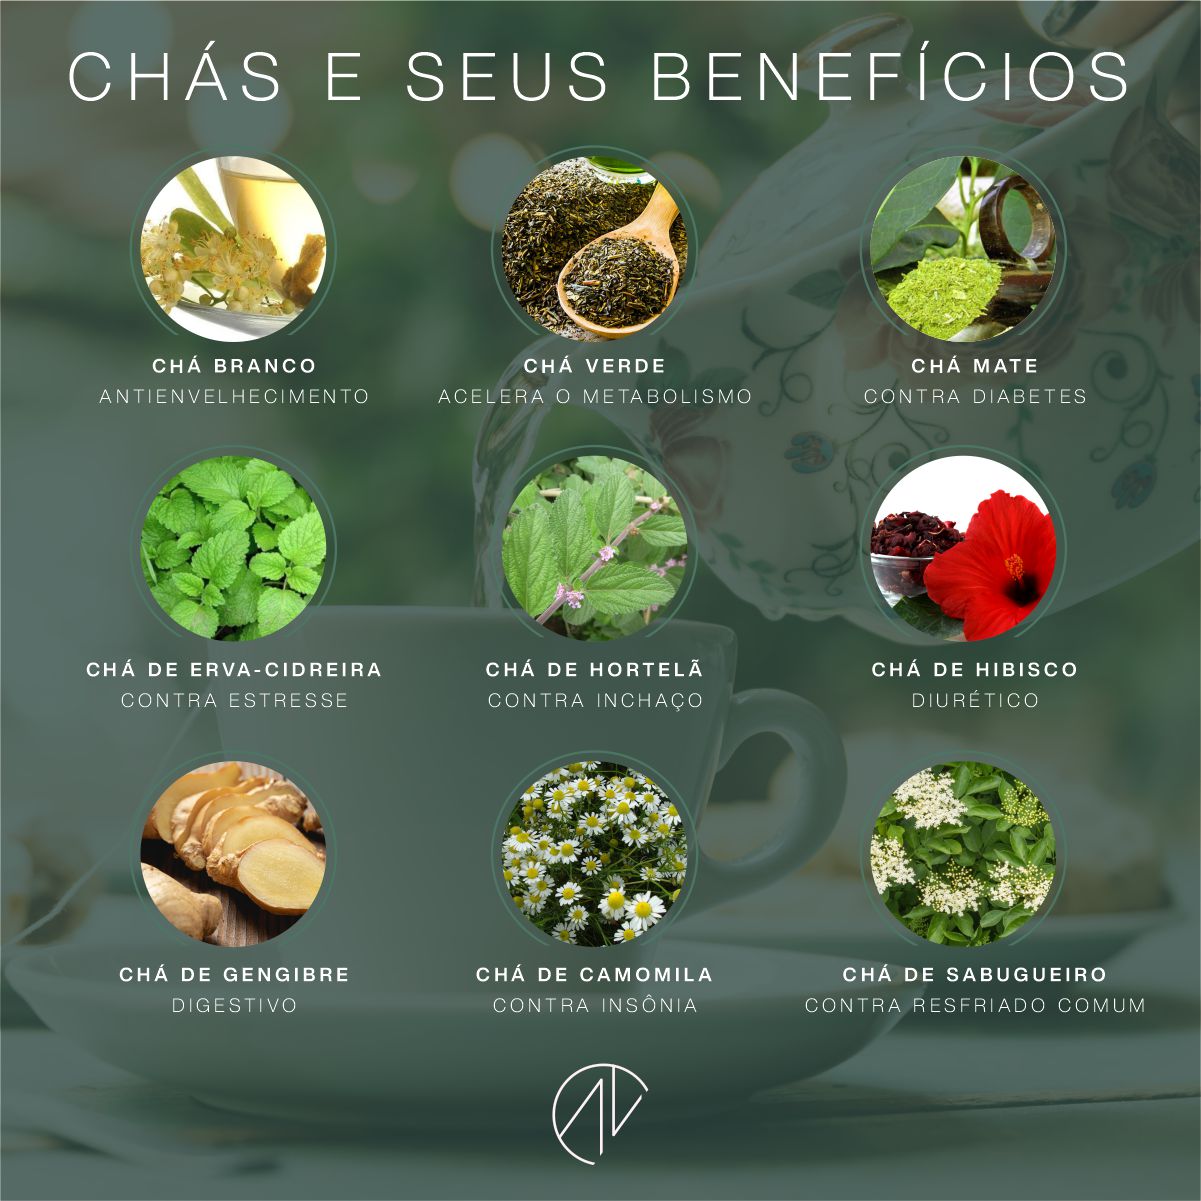 CHÁS E SEUS BENEFÍCIOS
CHÁ BRANCO
ANTIENVELHECIMENTO
CHÁ VERDE
ACELERA O METABOLISMO
CHÁ MATE
CONTRA DIABETES
CHÁ DE ERVA-CIDREIRA
CONTRA ESTRESSE
CHÁ DE HORTELÃ
CONTRA INCHAÇO
CHÁ DE HIBISCO
DIURÉTICO
CHÁ DE GENGIBRE
DIGESTIVO
CHÁ DE CAMOMILA
CONTRA INSÔNIA
CHÁ DE SABUGUEIRO
CONTRA RESFRIADO COMUM